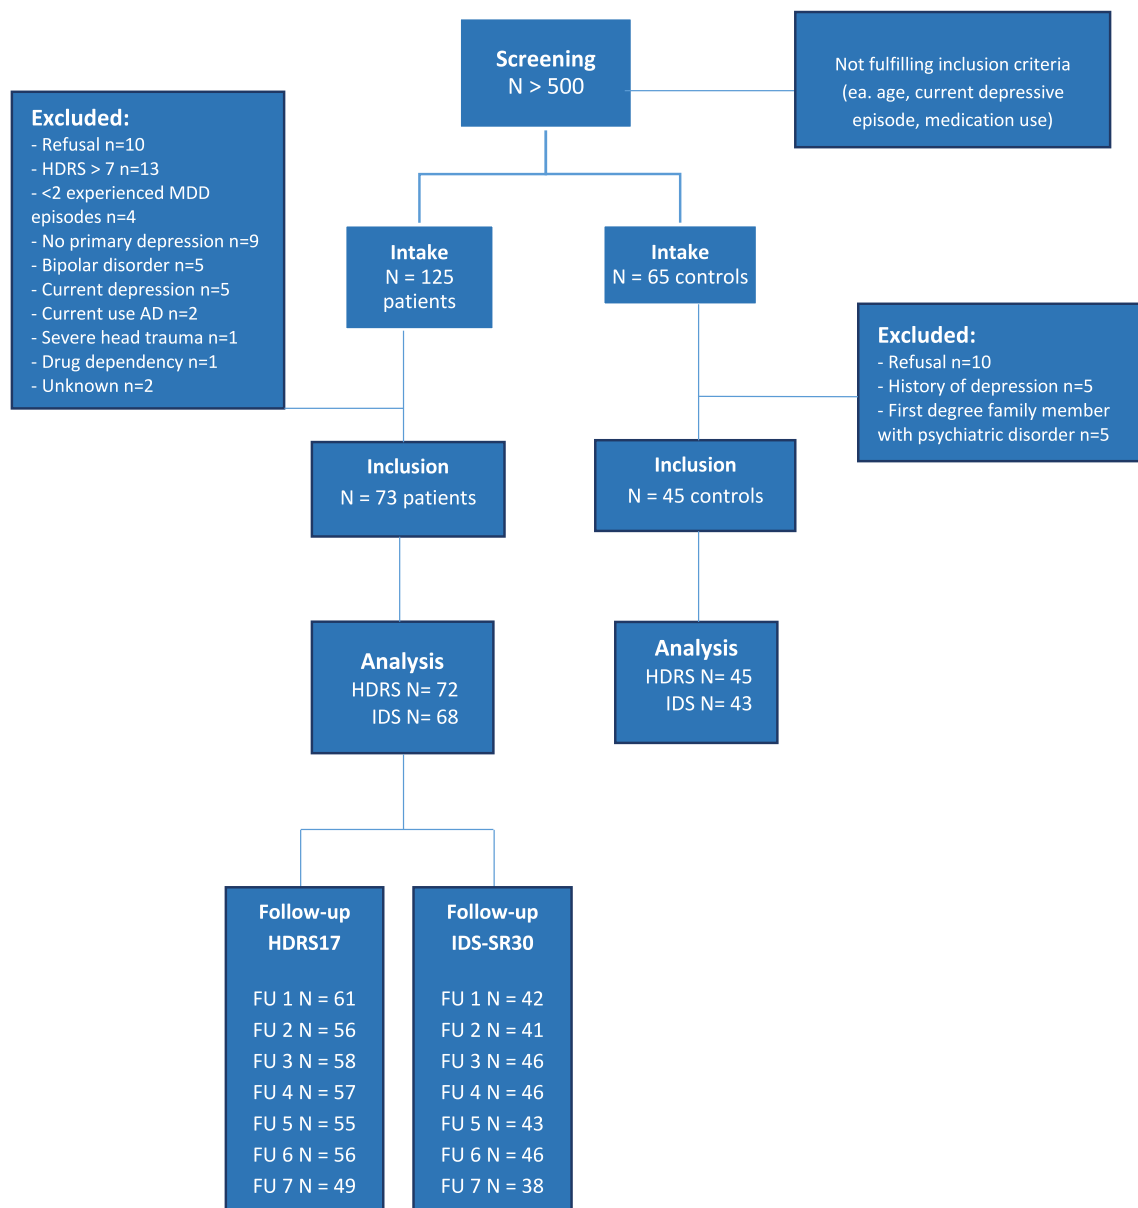 Screening
N > 500
Not fulfilling inclusion criteria
(ea. age, current depressive
episode, medication use)
Excluded:
- Refusal n=10
- HDRS > 7 n=13
- <2 experienced MDD
episodes n=4
- No primary depression n=9
- Bipolar disorder n=5
- Current depression n=5
- Current use AD n=2
- Severe head trauma n=1
- Drug dependency n=1
- Unknown n=2
Intake
N = 125
patients
Intake
N = 65 controls
Excluded:
- Refusal n=10
- History of depression n=5
- First degree family member
with psychiatric disorder n=5
Inclusion
N = 73 patients
Inclusion
N = 45 controls
Analysis
HDRS N= 72
IDS N= 68
Analysis
HDRS N= 45
IDS N= 43
Follow-up
HDRS17
FU 1 N = 61
FU 2 N = 56
FU 3 N = 58
FU 4 N = 57
FU 5 N = 55
FU 6 N = 56
FU 7 N = 49
Follow-up
IDS-SR30
FU 1 N = 42
FU 2 N = 41
FU 3 N = 46
FU 4 N = 46
FU 5 N = 43
FU 6 N = 46
FU 7 N = 38